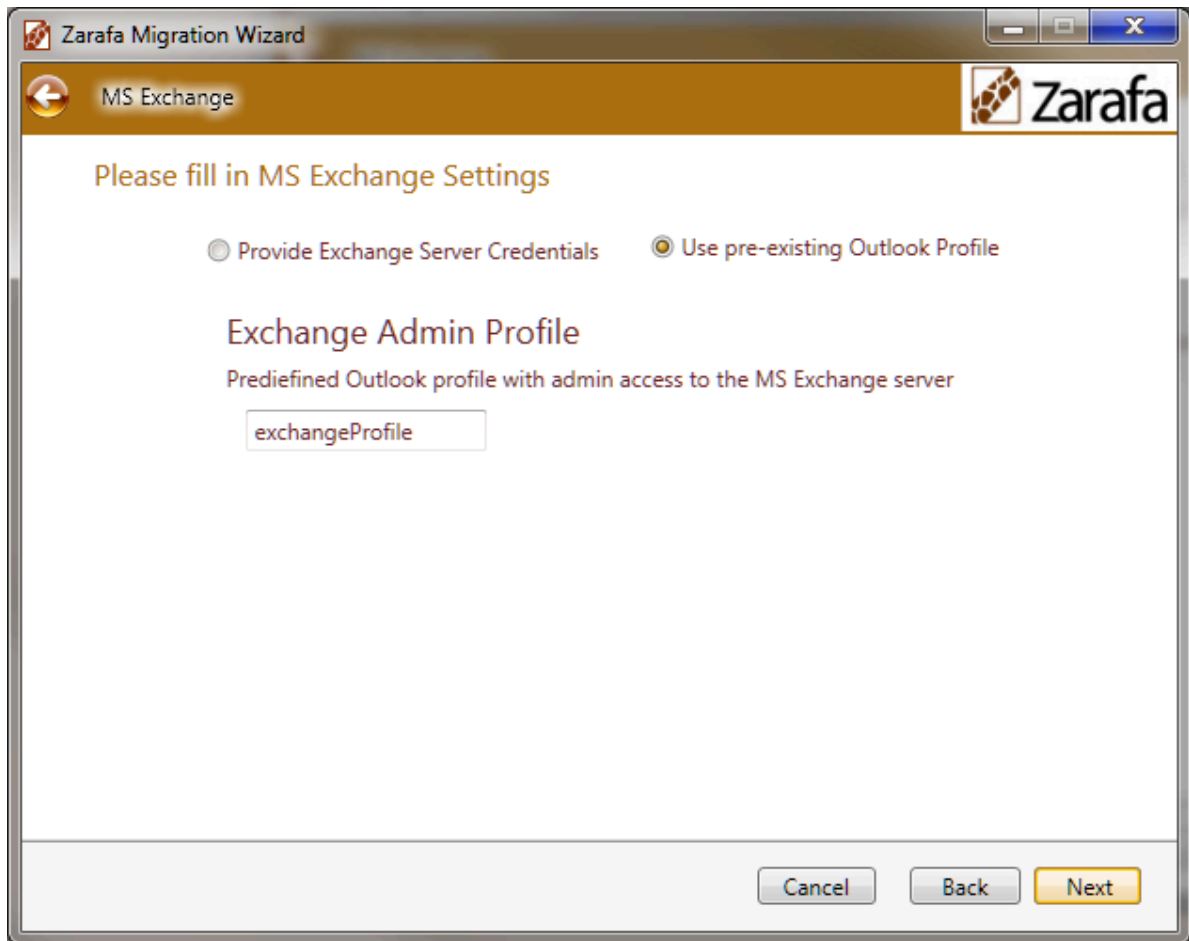 Zarafa Migration Wizard
MS Exchange
Zarafa
Please fill in MS Exchange Settings
Provide Exchange Server Credentials Use pre-existing Outlook Profile
Exchange Admin Profile
Prediefined Outlook profile with admin access to the MS Exchange server
exchangeProfile
Cancel Back Next